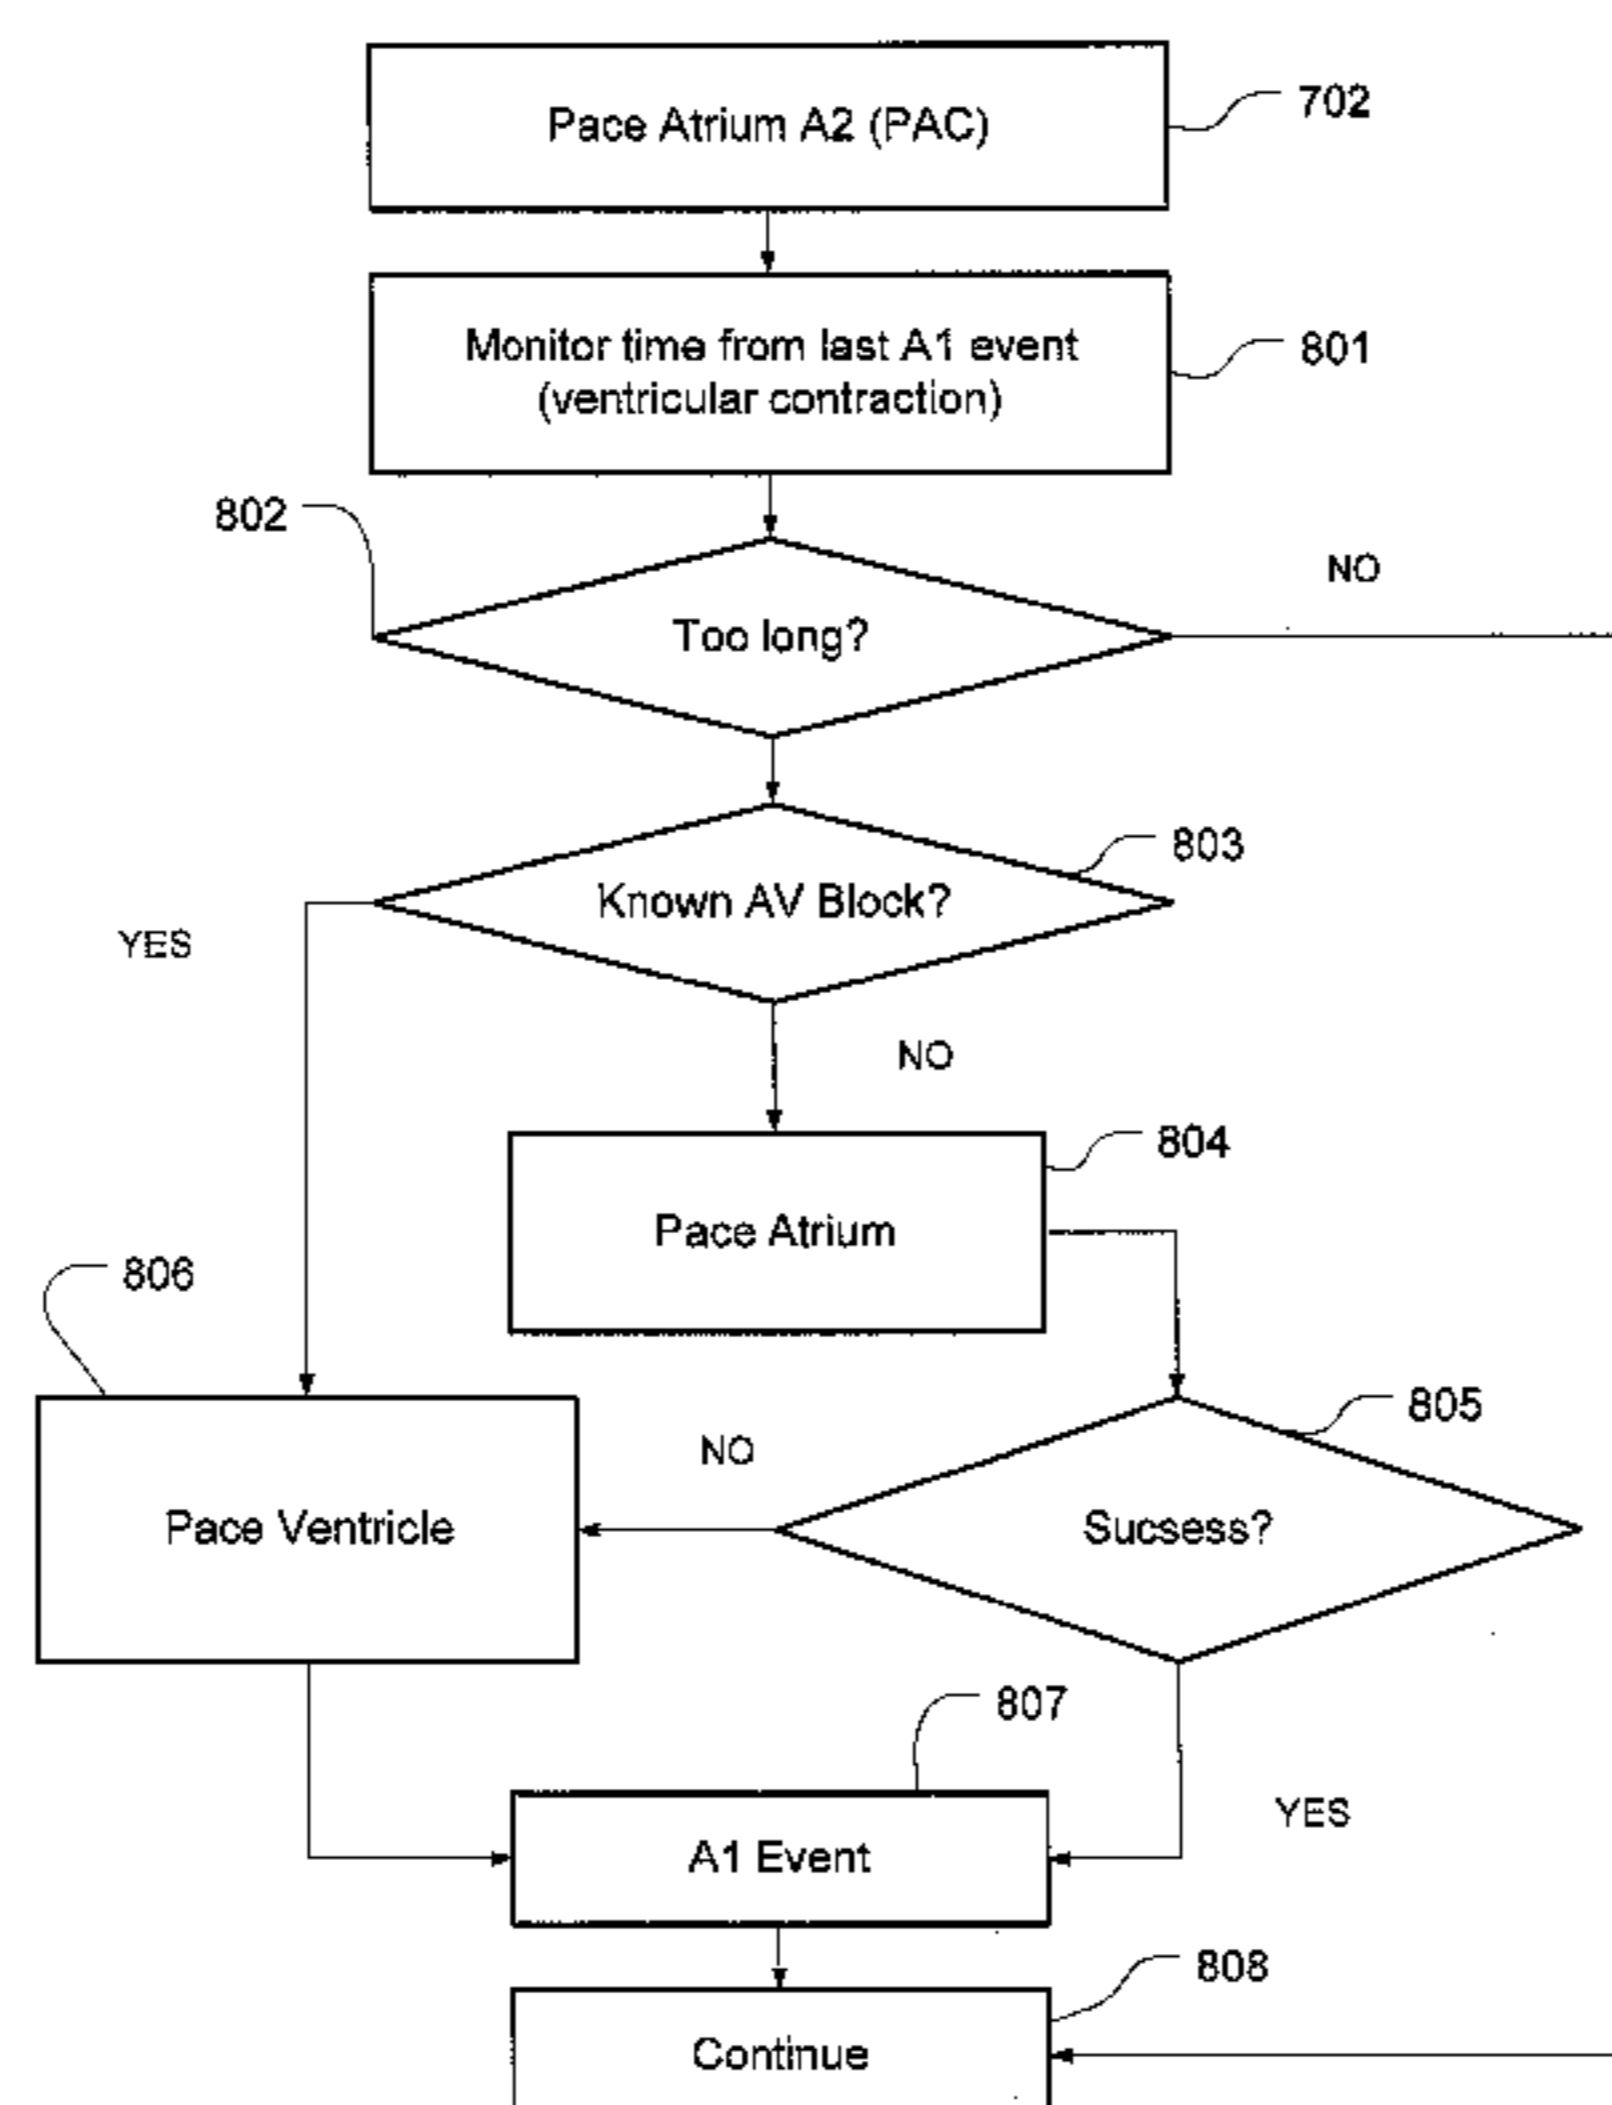 Pace Atrium A2 (PAC)
702
Monitor time from last A1 event
(ventricular contraction)
801
802
NO
Too long?
803
Known AV Block?
YES
NO
804
Pace Atrium
806
805
NO
Pace Ventricle
Sucsess?
807
YES
A1 Event
808
Continue